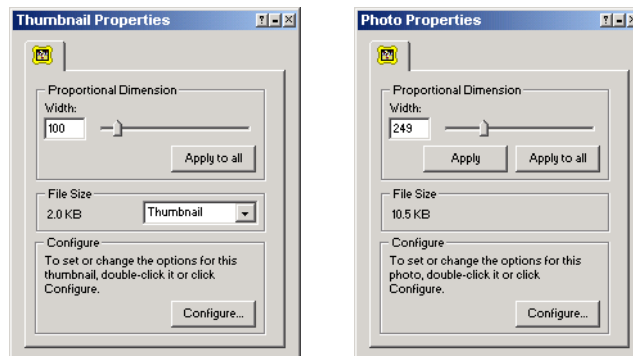 Thumbnail Properties
Proportional Dimension
Width:
100
Apply to all
File Size
2.0 KB
Thumbnail
Configure
To set or change the options for this
thumbnail, double-click it or click
Configure.
Configure...
Photo Properties
Proportional Dimension
Width:
249
Apply
Apply to all
File Size
10.5 KB
Configure
To set or change the options for this
photo, double-click it or click
Configure.
Configure...